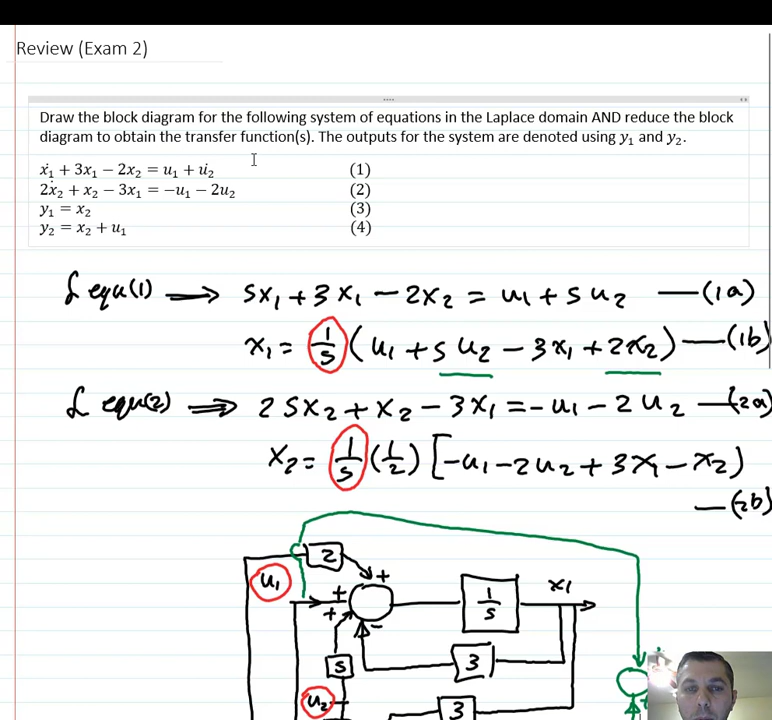 Review (Exam 2)
Draw the block diagram for the following system of equations in the Laplace domain AND reduce the block
diagram to obtain the transfer function(s). The outputs for the system are denoted using y₁ and y₂.
ẋ₁ + 3x₁ − 2x₂ = u₁ + u̇₂ (1)
2ẋ₂ + x₂ − 3x₁ = −u₁ − 2u₂ (2)
y₁ = x₂ (3)
y₂ = x₂ + u₁ (4)
ℒ equ(1) ⟶ sx₁ + 3x₁ − 2x₂ = u₁ + su₂ —(1a)
x₁ = 1/s (u₁ + s u₂ − 3x₁ + 2x₂) —(1b)
ℒ equ(2) ⟹ 2sx₂ + x₂ − 3x₁ = −u₁ − 2u₂ —(2a)
x₂ = 1/s (1/2) [−u₁ − 2u₂ + 3x₁ − x₂]
—(2b)
2 +
u₁ + 1/s x₁
+ −
s 3
u₂ 3
+